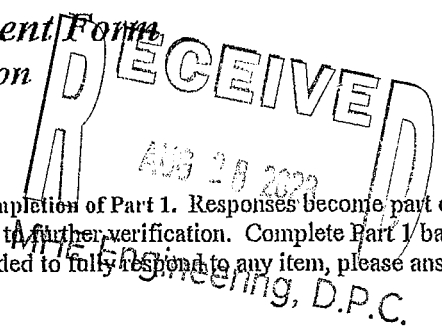 ent Form
on
RECEIVED
AUG 28 2023
mpletion of Part 1. Responses become part o
to further verification. Complete Part 1 ba
ded to fully respond to any item, please ans
Engineering, D.P.C.